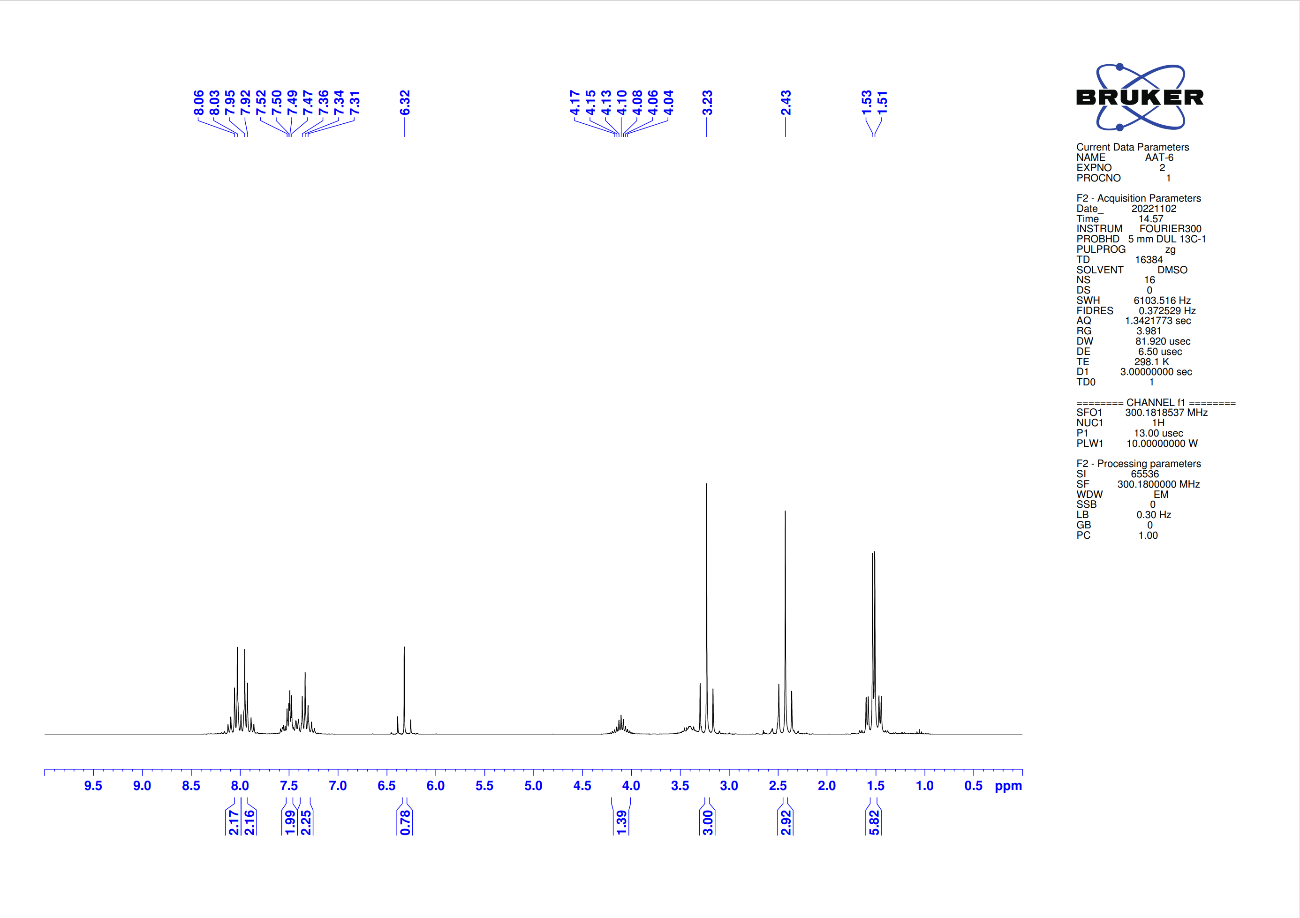 8.06
8.03
7.95
7.92
7.52
7.50
7.49
7.47
7.36
7.34
7.31
6.32
4.17
4.15
4.13
4.10
4.08
4.06
4.04
3.23
2.43
1.53
1.51
BRUKER
Current Data Parameters
NAME AAT-6
EXPNO 2
PROCNO 1
F2 - Acquisition Parameters
Date_ 20221102
Time 14.57
INSTRUM FOURIER300
PROBHD 5 mm DUL 13C-1
PULPROG zg
TD 16384
SOLVENT DMSO
NS 16
DS 0
SWH 6103.516 Hz
FIDRES 0.372529 Hz
AQ 1.3421773 sec
RG 3.981
DW 81.920 usec
DE 6.50 usec
TE 298.1 K
D1 3.00000000 sec
TD0 1
======== CHANNEL f1 ========
SFO1 300.1818537 MHz
NUC1 1H
P1 13.00 usec
PLW1 10.00000000 W
F2 - Processing parameters
SI 65536
SF 300.1800000 MHz
WDW EM
SSB 0
LB 0.30 Hz
GB 0
PC 1.00
9.5 9.0 8.5 8.0 7.5 7.0 6.5 6.0 5.5 5.0 4.5 4.0 3.5 3.0 2.5 2.0 1.5 1.0 0.5 ppm
2.17
2.16
1.99
2.25
0.78
1.39
3.00
2.92
5.82